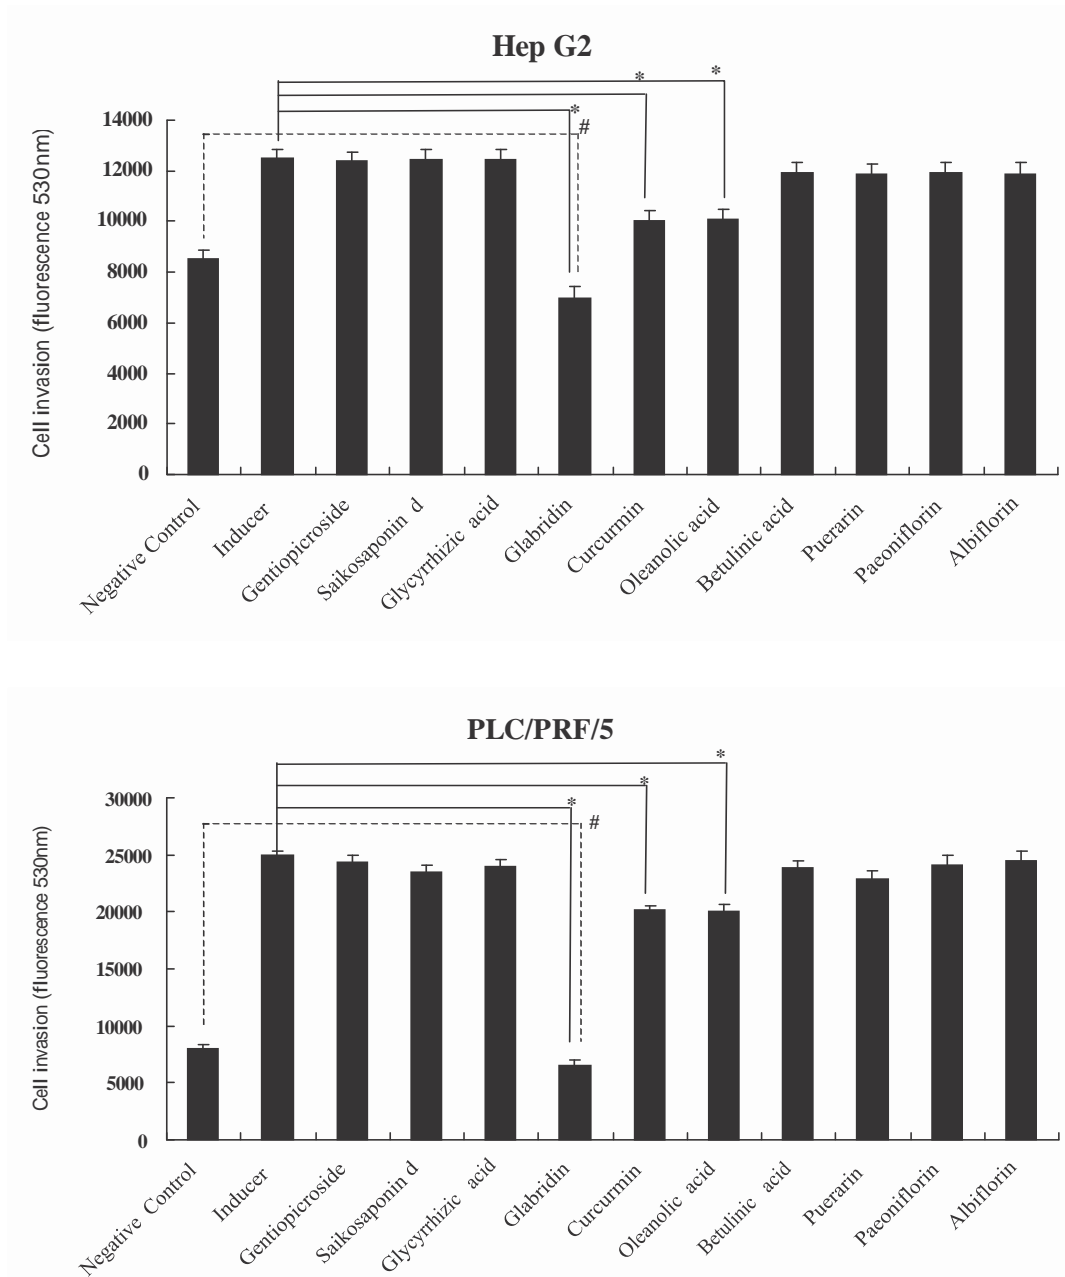 Hep G2
*
*
*
#
Cell invasion (fluorescence 530nm)
14000
12000
10000
8000
6000
4000
2000
0
Negative Control
Inducer
Gentiopicroside
Saikosaponin d
Glycyrrhizic acid
Glabridin
Curcurmin
Oleanolic acid
Betulinic acid
Puerarin
Paeoniflorin
Albiflorin
PLC/PRF/5
*
*
*
#
Cell invasion (fluorescence 530nm)
30000
25000
20000
15000
10000
5000
0
Negative Control
Inducer
Gentiopicroside
Saikosaponin d
Glycyrrhizic acid
Glabridin
Curcurmin
Oleanolic acid
Betulinic acid
Puerarin
Paeoniflorin
Albiflorin